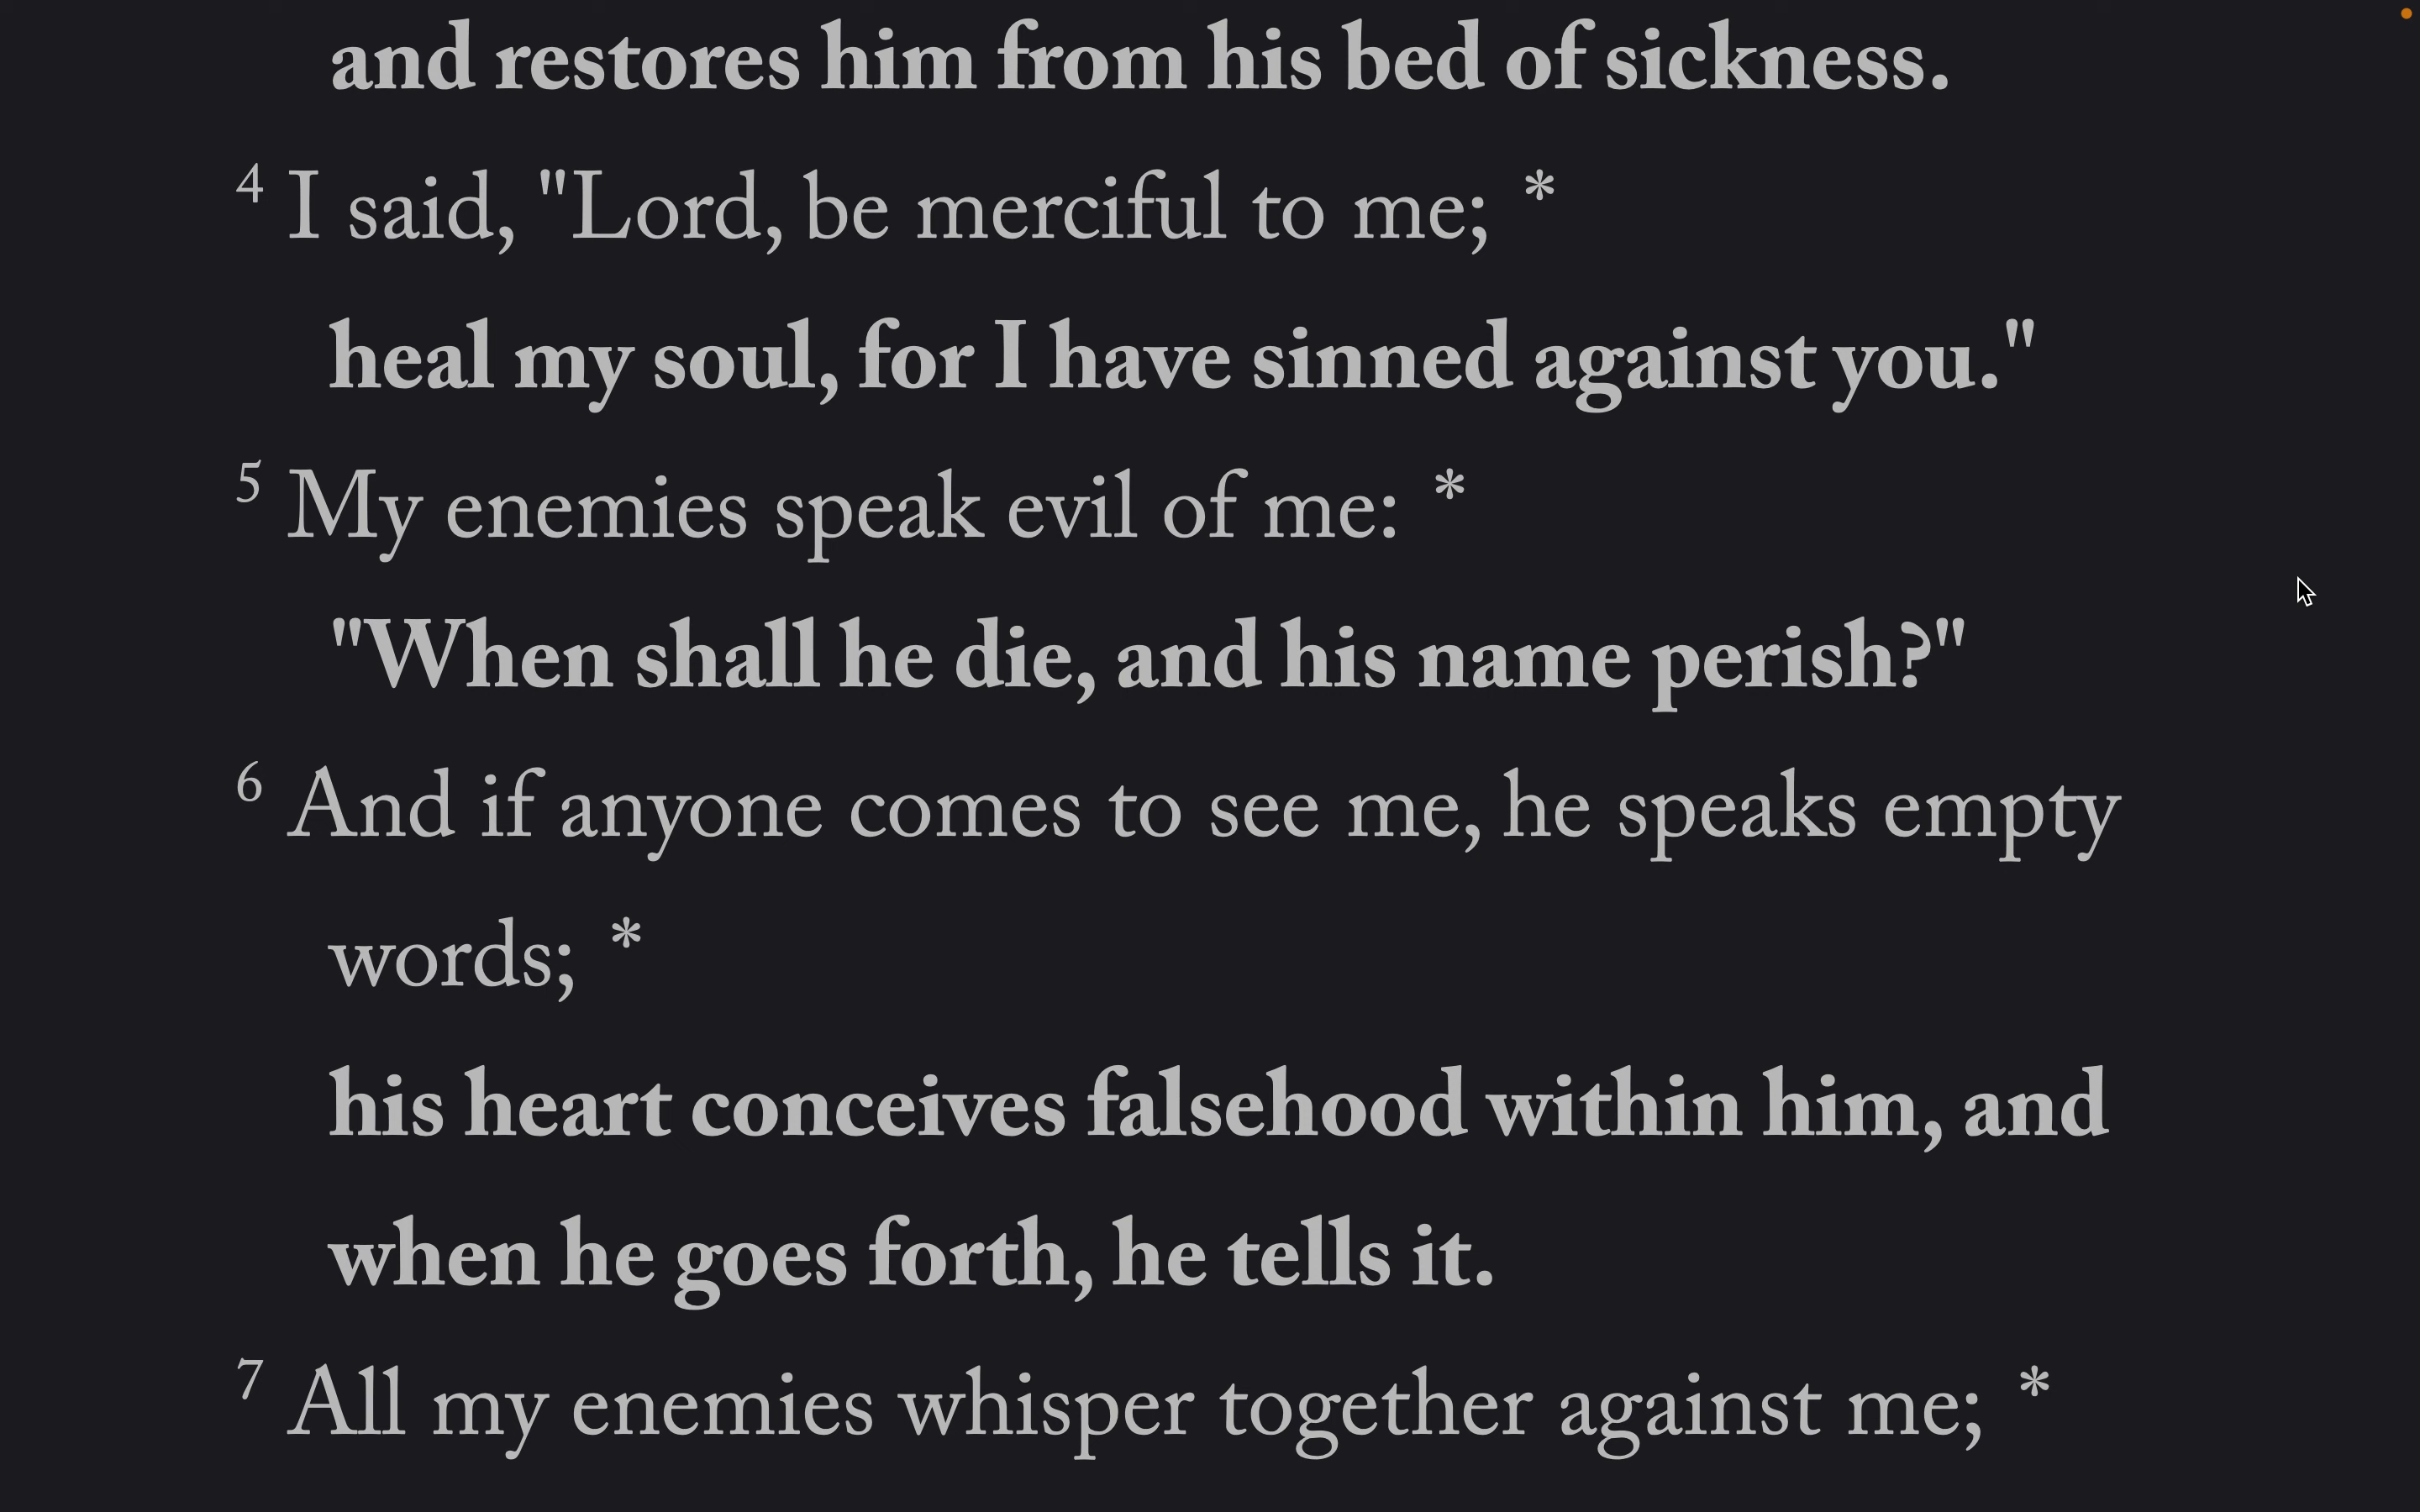 and restores him from his bed of sickness.
4 I said, "Lord, be merciful to me; *
heal my soul, for I have sinned against you."
5 My enemies speak evil of me: *
"When shall he die, and his name perish?"
6 And if anyone comes to see me, he speaks empty
words; *
his heart conceives falsehood within him, and
when he goes forth, he tells it.
7 All my enemies whisper together against me; *